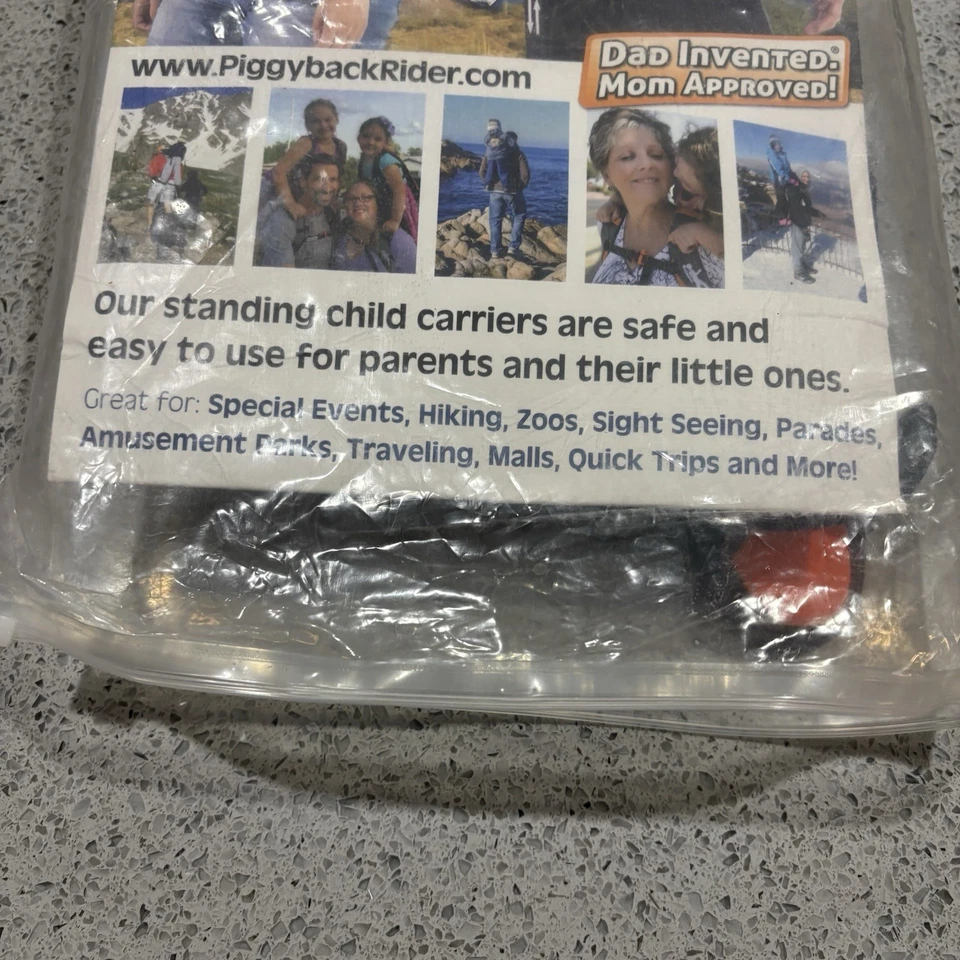 www.PiggybackRider.com
Dad Invented.®
Mom Approved!
Our standing child carriers are safe and
easy to use for parents and their little ones.
Great for: Special Events, Hiking, Zoos, Sight Seeing, Parades,
Amusement Parks, Traveling, Malls, Quick Trips and More!